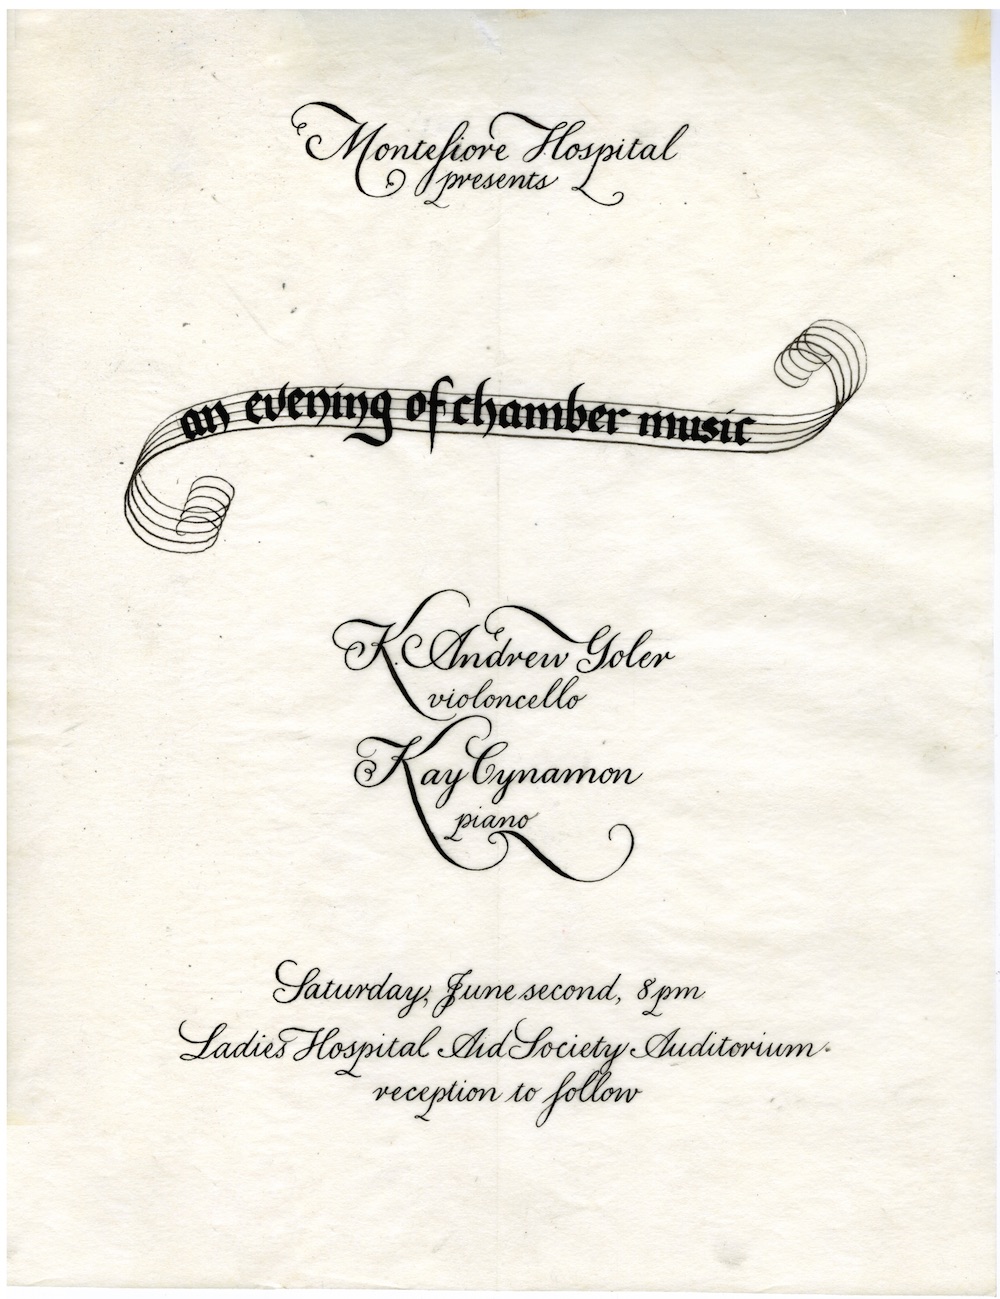 Montefiore Hospital
presents
an evening of chamber music
K. Andrew Goler
violoncello
Kay Cynamon
piano
Saturday, June second, 8pm
Ladies Hospital Aid Society Auditorium
reception to follow